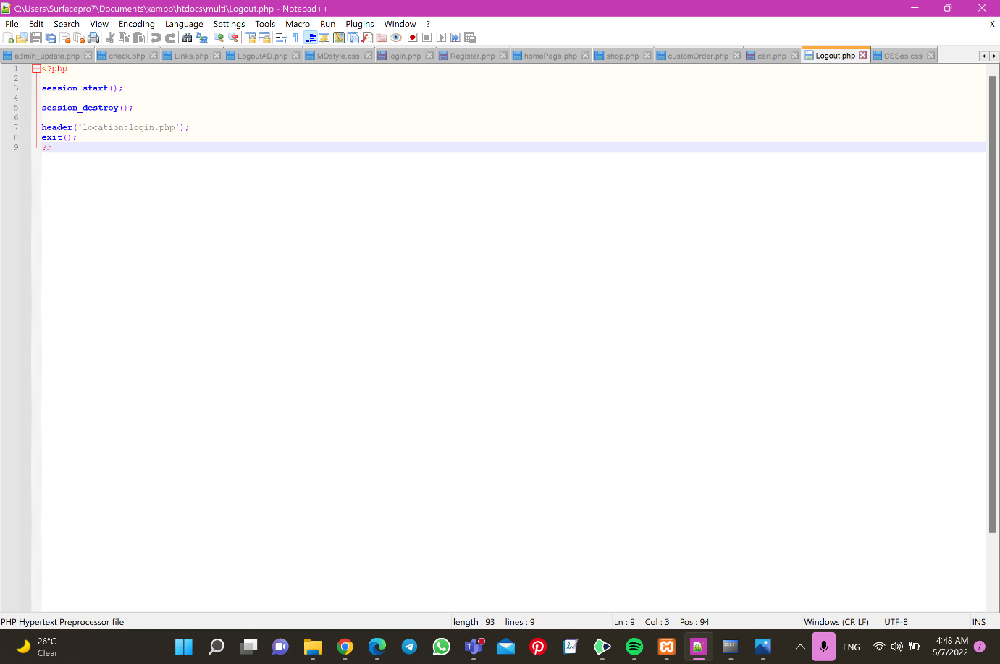 C:\Users\Surfacepro7\Documents\xampp\htdocs\multi\Logout.php - Notepad++
File Edit Search View Encoding Language Settings Tools Macro Run Plugins Window ? X
admin_update.php check.php Links.php LogoutAD.php MDstyle.css login.php Register.php homePage.php shop.php customOrder.php cart.php Logout.php CSSes.css
1 <?php
2
3 session_start();
4
5 session_destroy();
6
7 header('location:login.php');
8 exit();
9 ?>
PHP Hypertext Preprocessor file length : 93 lines : 9 Ln : 9 Col : 3 Pos : 94 Windows (CR LF) UTF-8 INS
26°C
Clear
ENG
4:48 AM
5/7/2022
7